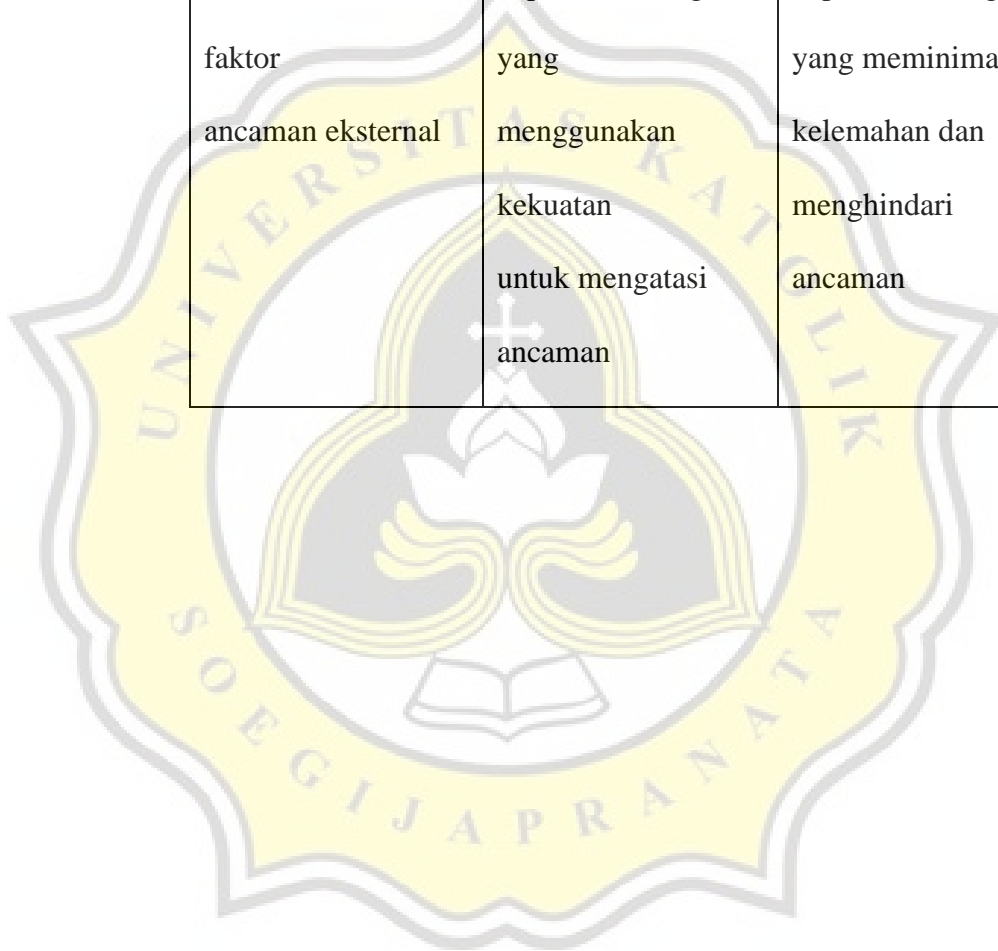 faktor
ancaman eksternal
yang
menggunakan
kekuatan
untuk mengatasi
ancaman
yang meminima
kelemahan dan
menghindari
ancaman
UNIVERSITAS KATOLIK
SOEGIJAPRANATA